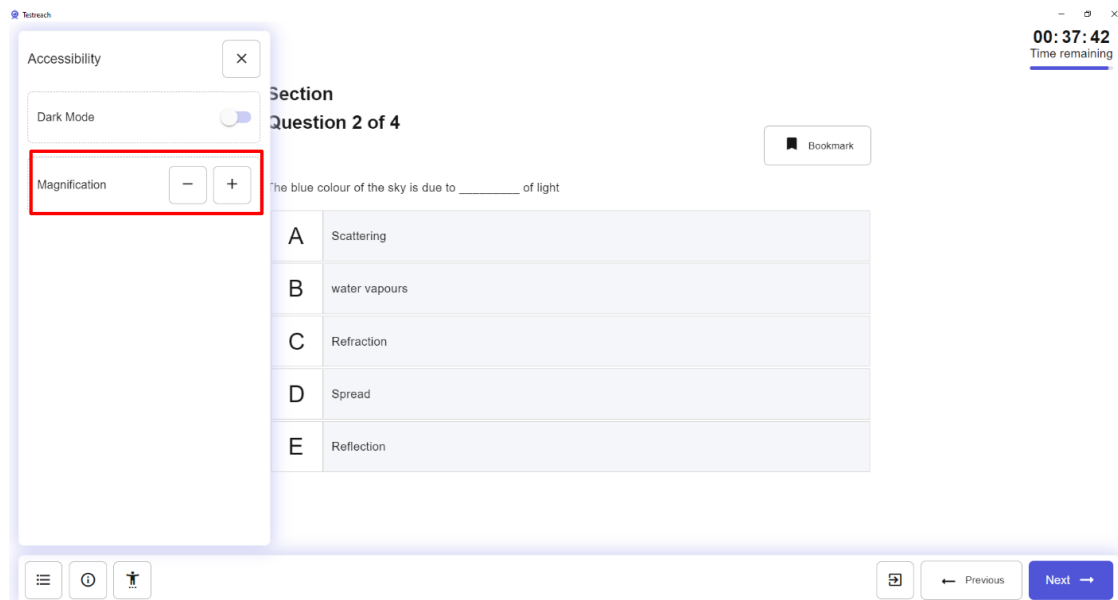 Testreach
00:37:42
Time remaining
Accessibility
Dark Mode
Magnification
Section
Question 2 of 4
Bookmark
The blue colour of the sky is due to _________ of light
A Scattering
B water vapours
C Refraction
D Spread
E Reflection
Previous
Next